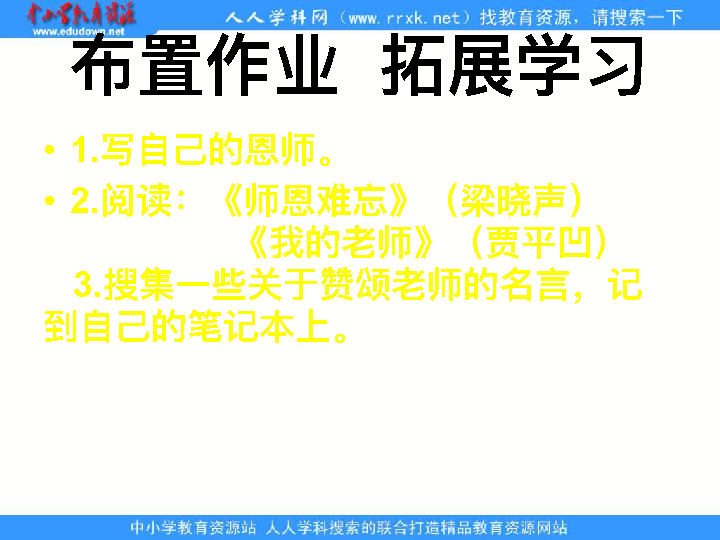 中小学教育资源
www.edudown.net
人人学科网（www.rrxk.net）找教育资源，请搜索一下
布置作业 拓展学习
• 1.写自己的恩师。
• 2.阅读：《师恩难忘》（梁晓声）
《我的老师》（贾平凹）
3.搜集一些关于赞颂老师的名言，记
到自己的笔记本上。
中小学教育资源站 人人学科搜索的联合打造精品教育资源网站